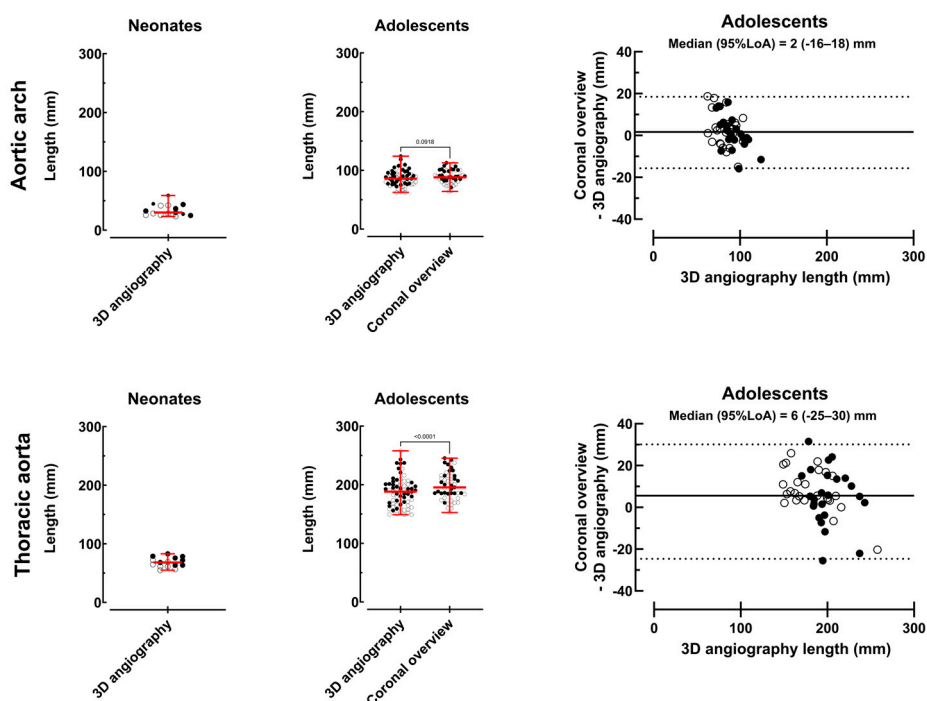 Neonates
Adolescents
Adolescents
Median (95%LoA) = 2 (-16–18) mm
Aortic arch
Length (mm)
300
200
100
0
3D angiography
Length (mm)
300
200
100
0
0.0918
3D angiography
Coronal overview
Coronal overview
- 3D angiography (mm)
40
20
0
-20
-40
0
100
200
300
3D angiography length (mm)
Neonates
Adolescents
Adolescents
Median (95%LoA) = 6 (-25–30) mm
Thoracic aorta
Length (mm)
300
200
100
0
3D angiography
Length (mm)
300
200
100
0
<0.0001
3D angiography
Coronal overview
Coronal overview
- 3D angiography (mm)
40
20
0
-20
-40
0
100
200
300
3D angiography length (mm)